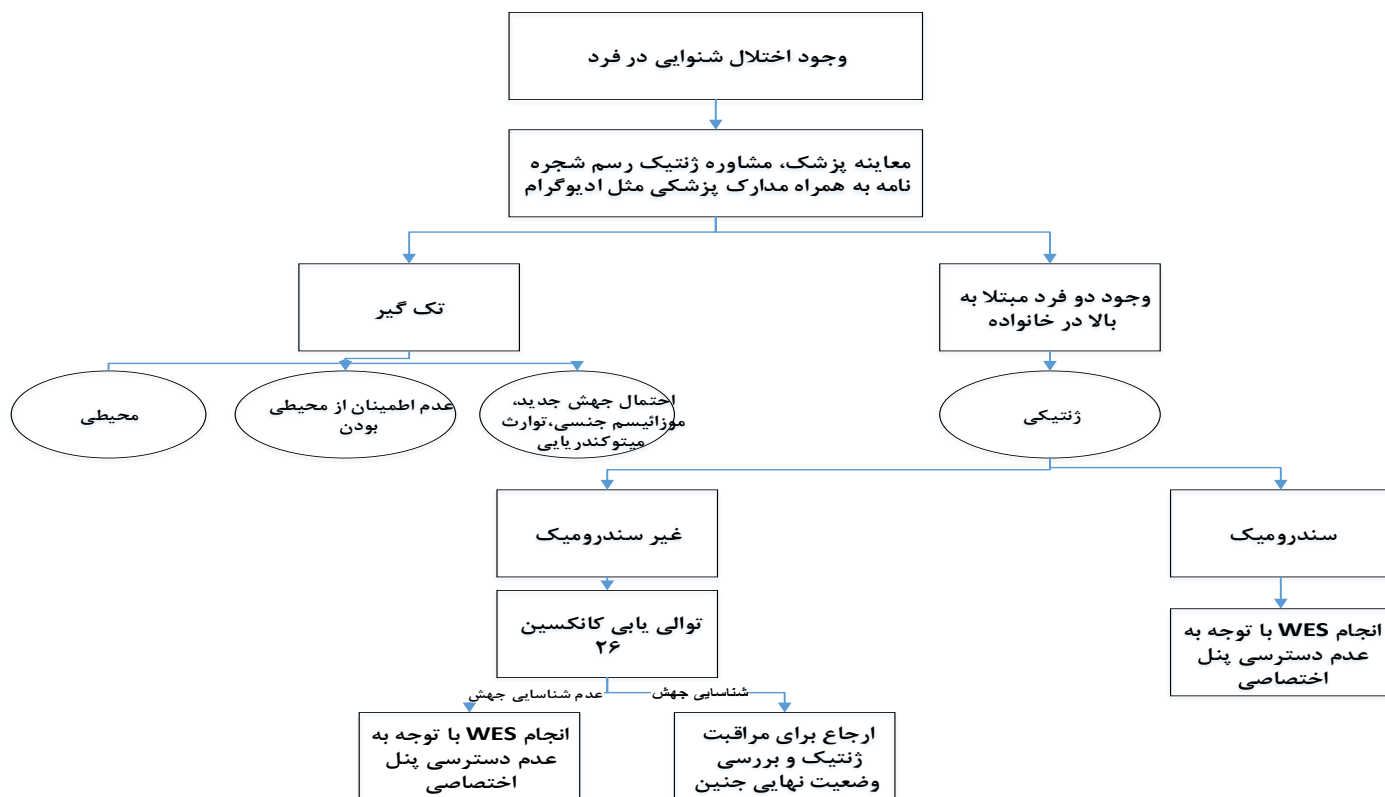 وجود اختلال شنوایی در فرد
معاینه پزشک، مشاوره ژنتیک رسم شجره
نامه به همراه مدارک پزشکی مثل ادیوگرام
وجود دو فرد مبتلا به
بالا در خانواده
تک گیر
ژنتیکی
احتمال جهش جدید،
موزائیسم جنسی،توارث
میتوکندریایی
عدم اطمینان از محیطی
بودن
محیطی
سندرومیک
غیر سندرومیک
انجام WES با توجه به
عدم دسترسی پنل
اختصاصی
توالی یابی کانکسین
۲۶
شناسایی جهش
عدم شناسایی جهش
ارجاع برای مراقبت
ژنتیک و بررسی
وضعیت نهایی جنین
انجام WES با توجه به
عدم دسترسی پنل
اختصاصی